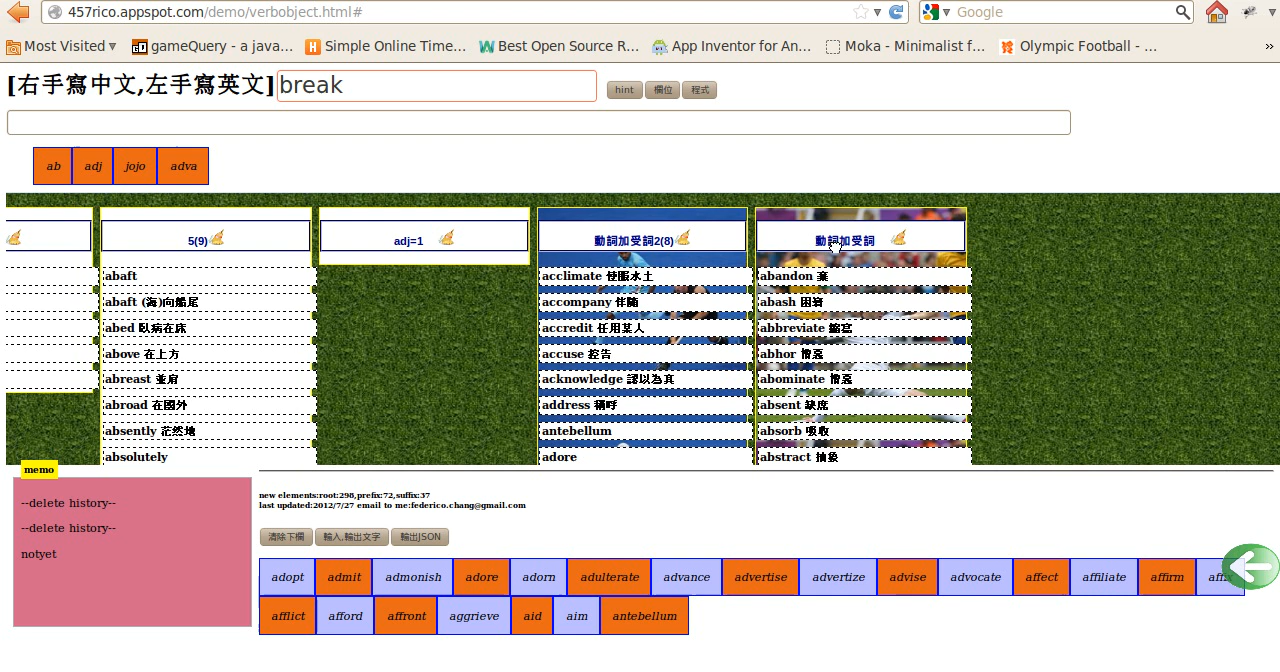 457rico.appspot.com/demo/verbobject.html#
Google
Most Visited
gameQuery - a java...
Simple Online Time...
Best Open Source R...
App Inventor for An...
Moka - Minimalist f...
Olympic Football - ...
»
[右手寫中文,左手寫英文]
break
hint
欄位
程式
ab
adj
jojo
adva
5(9)
adj=1
動詞加受詞2(8)
動詞加受詞
abaft
abaft (海)向船尾
abed 臥病在床
above 在上方
abreast 並肩
abroad 在國外
absently 茫然地
absolutely
acclimate 使服水土
accompany 伴隨
accredit 任用某人
accuse 控告
acknowledge 認以為真
address 稱呼
antebellum
adore
abandon 棄
abash 困窘
abbreviate 縮寫
abhor 憎惡
abominate 憎惡
absent 缺席
absorb 吸收
abstract 抽象
memo
--delete history--
--delete history--
notyet
new elements:root:298,prefix:72,suffix:37
last updated:2012/7/27 email to me:federico.chang@gmail.com
清除下欄
輸入,輸出文字
輸出JSON
adopt
admit
admonish
adore
adorn
adulterate
advance
advertise
advertize
advise
advocate
affect
affiliate
affirm
afflict
afford
affront
aggrieve
aid
aim
antebellum